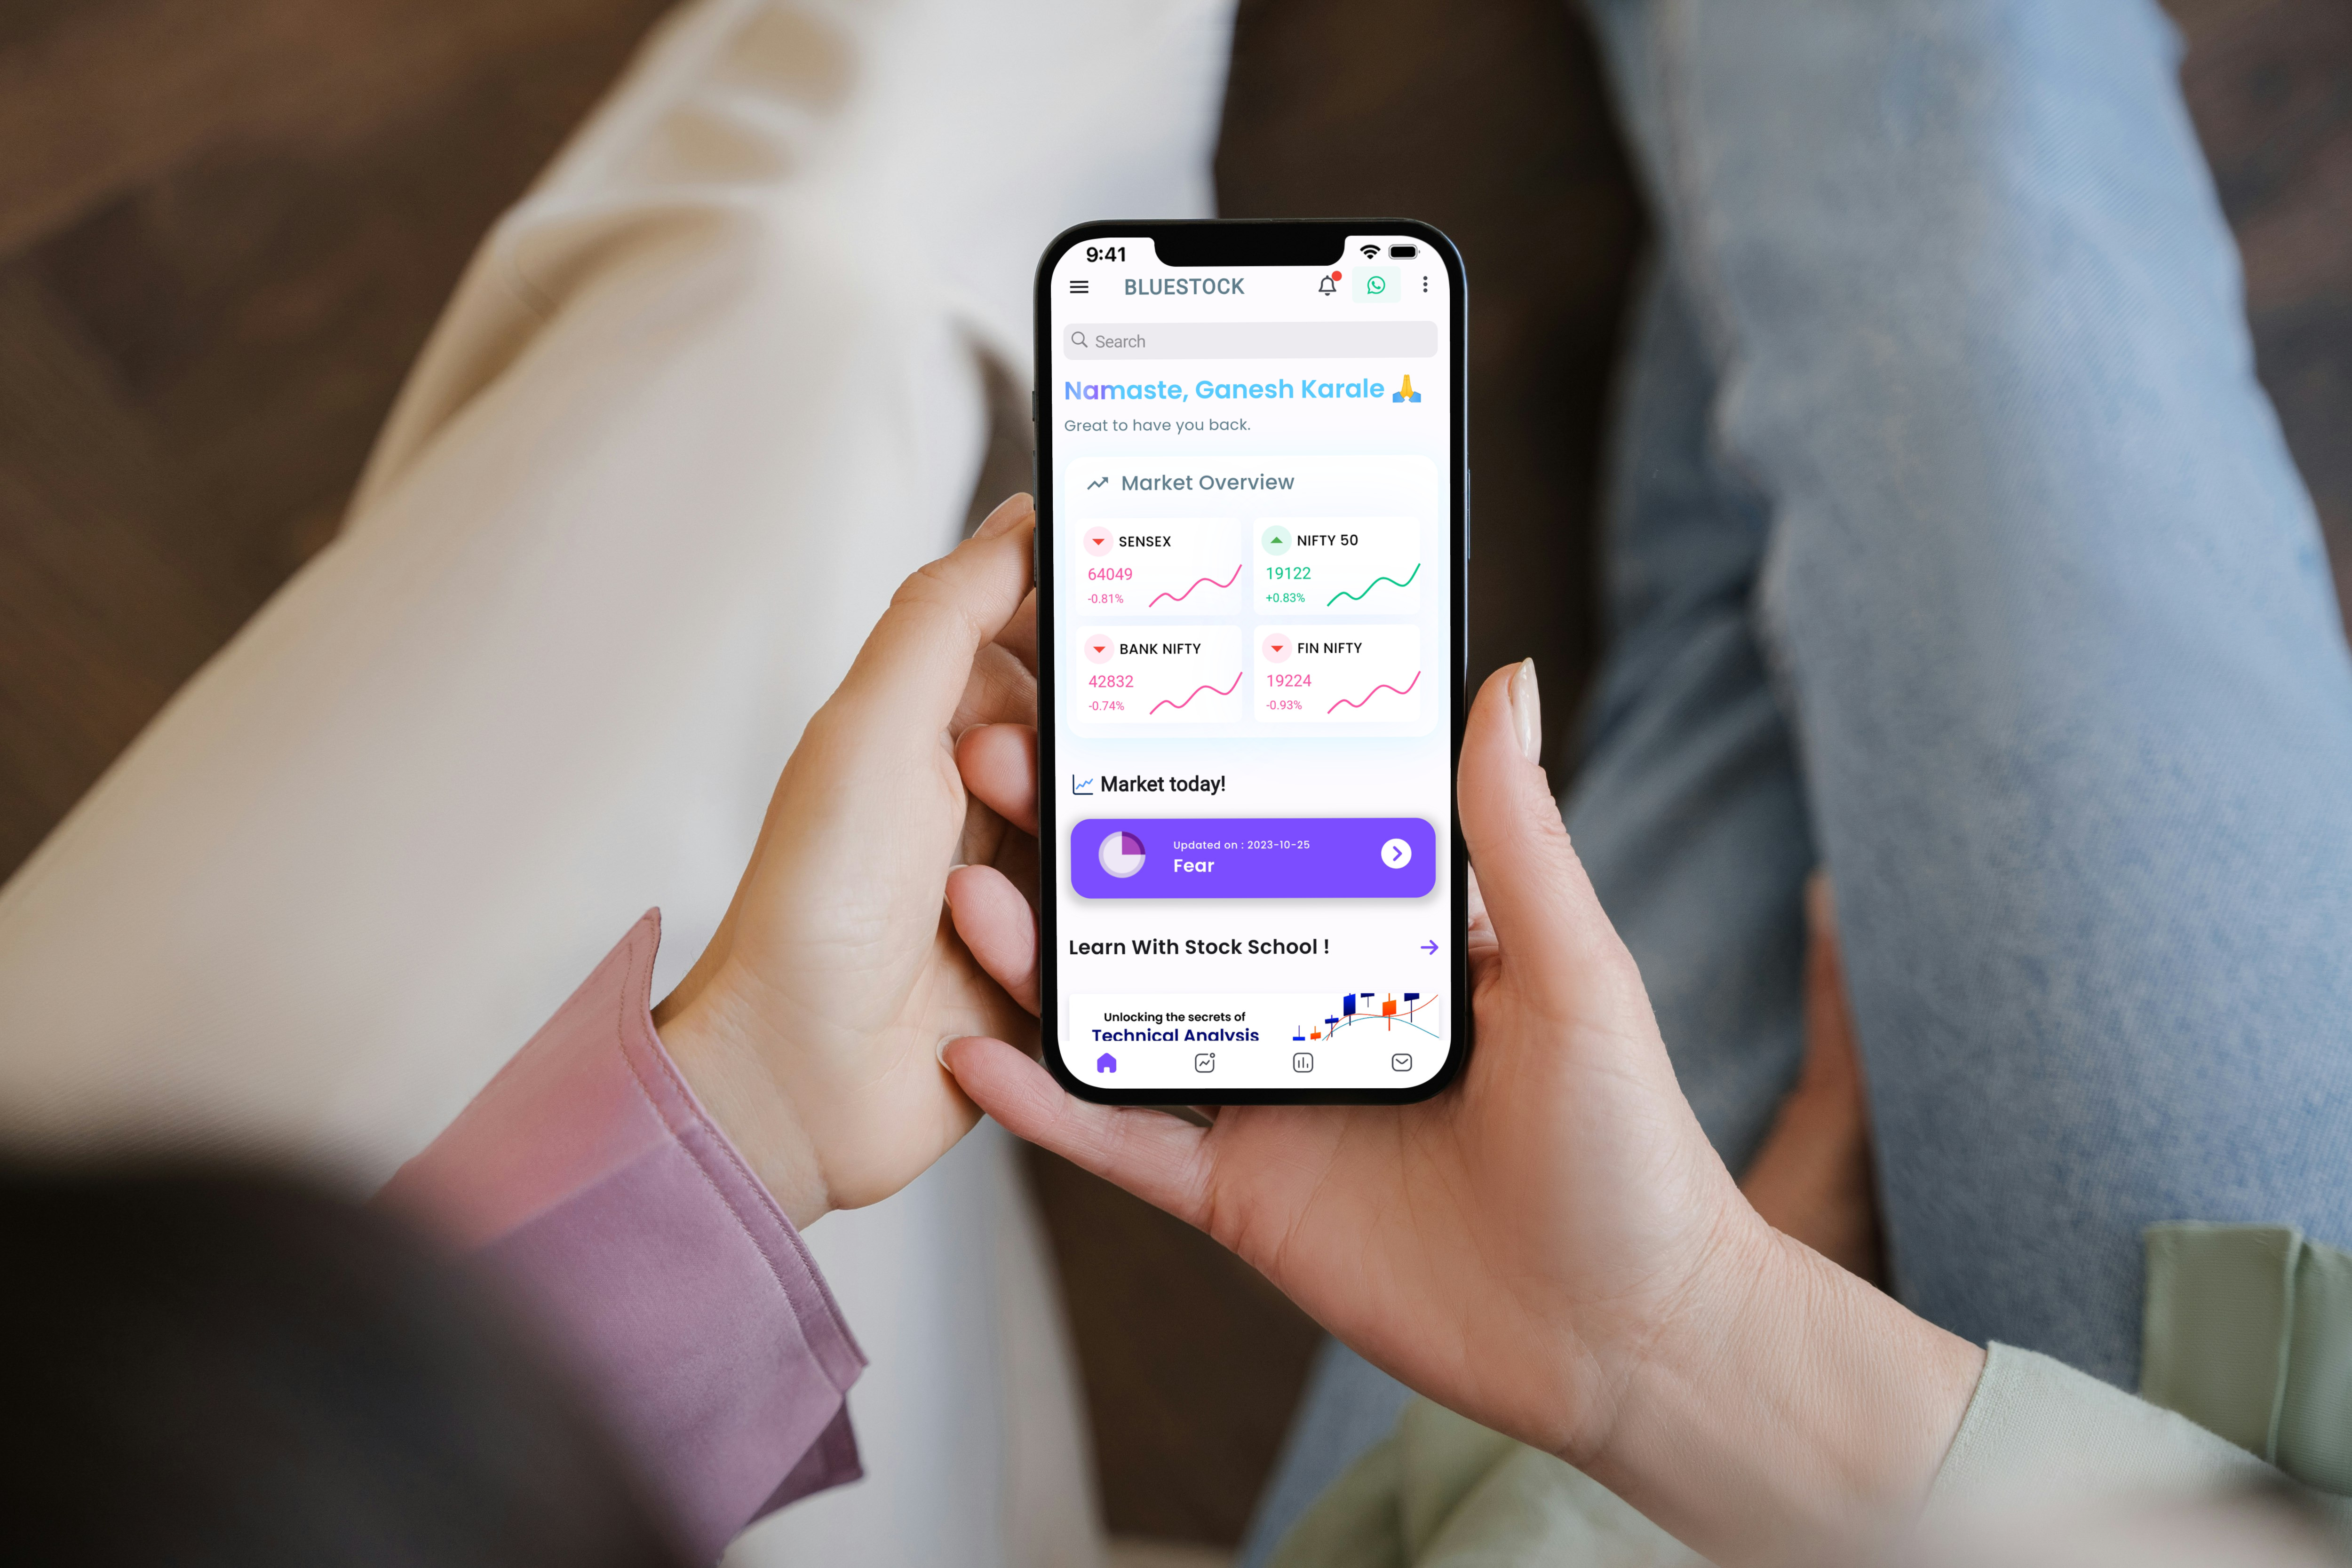 9:41
BLUESTOCK
Search
Namaste, Ganesh Karale 🙏
Great to have you back.
Market Overview
SENSEX
64049
-0.81%
NIFTY 50
19122
+0.83%
BANK NIFTY
42832
-0.74%
FIN NIFTY
19224
-0.93%
Market today!
Updated on : 2023-10-25
Fear
Learn With Stock School !
Unlocking the secrets of
Technical Analysis